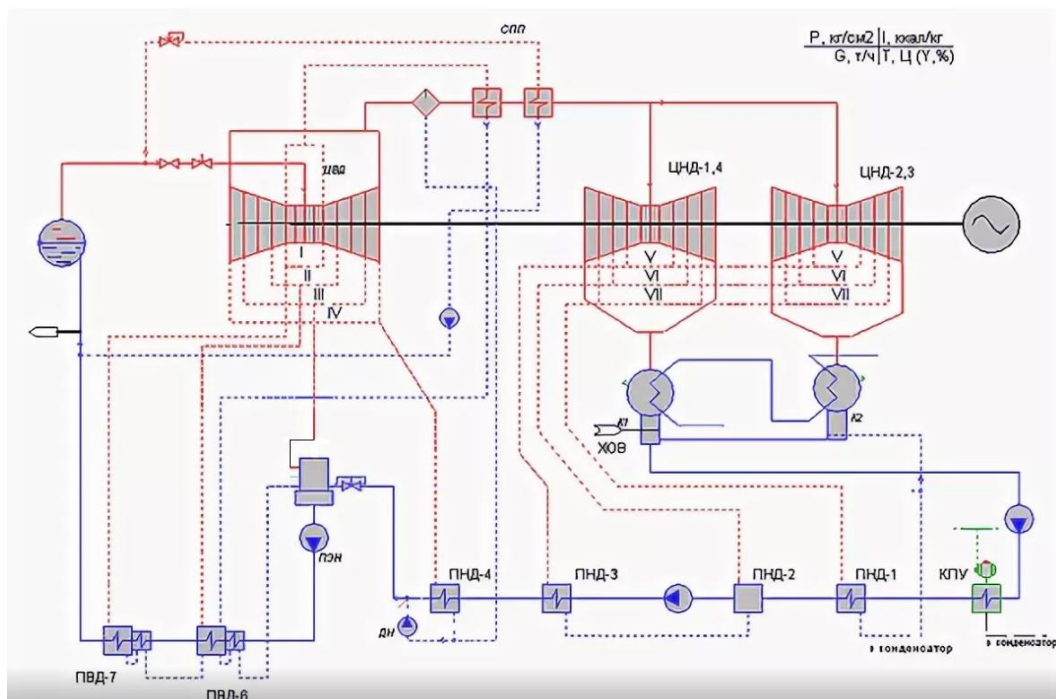 СПП
P, кг/см2 I, ккал/кг
G, т/ч T, Ц (Y,%)
ЦВД
ЦНД-1,4
ЦНД-2,3
I
II
III
IV
V
VI
VII
V
VI
VII
К1
К2
ХОВ
ПЭН
ПНД-4
ПНД-3
ПНД-2
ПНД-1
КПУ
ДН
в конденсатор
в конденсатор
ПВД-7
ПВД-6